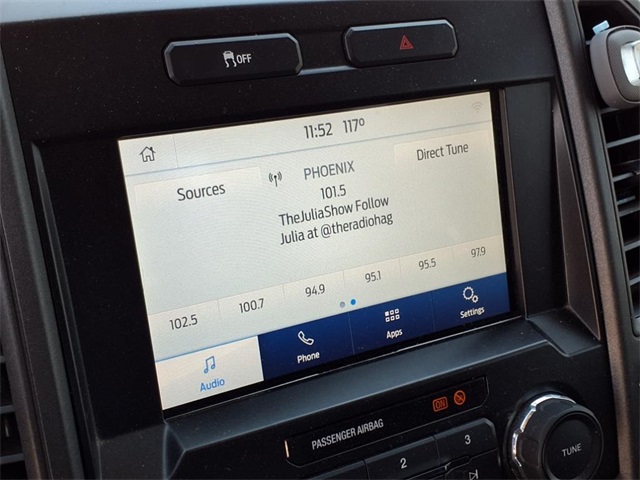 OFF
11:52 117°
Sources
PHOENIX
Direct Tune
101.5
TheJuliaShow Follow
Julia at @theradiohag
102.5 100.7 94.9 95.1 95.5 97.9
Audio Phone Apps Settings
PASSENGER AIRBAG ON
2 3
TUNE